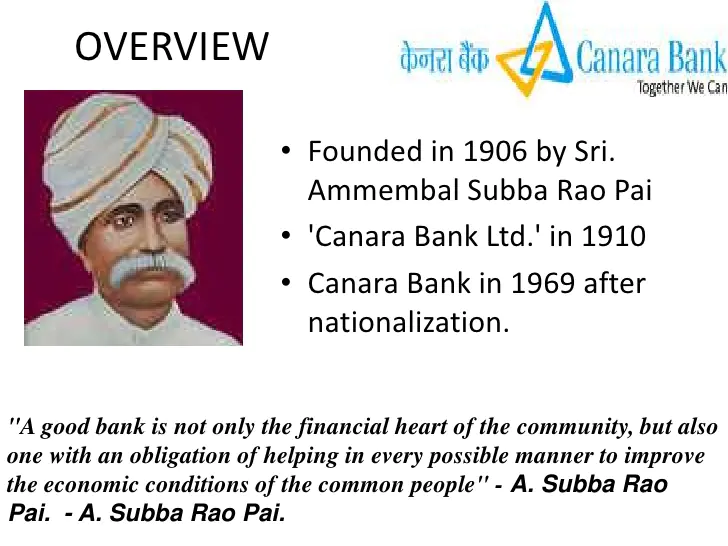 OVERVIEW
केनरा बैंक Canara Bank
Together We Can
• Founded in 1906 by Sri.
Ammembal Subba Rao Pai
• 'Canara Bank Ltd.' in 1910
• Canara Bank in 1969 after
nationalization.
"A good bank is not only the financial heart of the community, but also
one with an obligation of helping in every possible manner to improve
the economic conditions of the common people" - A. Subba Rao
Pai.  - A. Subba Rao Pai.